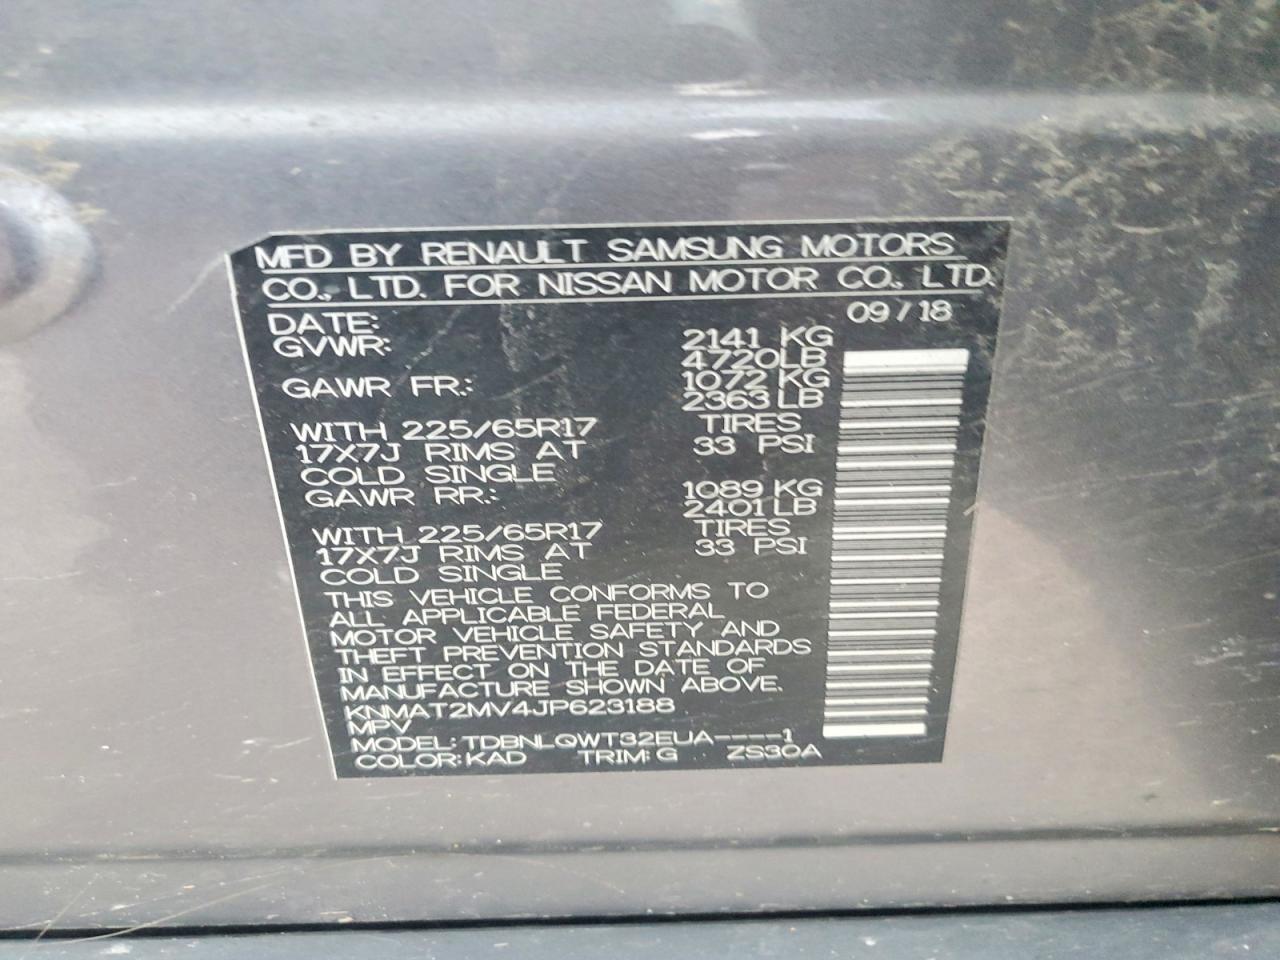 MFD BY RENAULT SAMSUNG MOTORS
CO., LTD. FOR NISSAN MOTOR CO., LTD.
DATE: 09/18
GVWR: 2141 KG
4720LB
GAWR FR.: 1072 KG
2363LB
WITH 225/65R17 TIRES
17X7J RIMS AT 33 PSI
COLD SINGLE
GAWR RR.: 1089 KG
2401LB
WITH 225/65R17 TIRES
17X7J RIMS AT 33 PSI
COLD SINGLE
THIS VEHICLE CONFORMS TO
ALL APPLICABLE FEDERAL
MOTOR VEHICLE SAFETY AND
THEFT PREVENTION STANDARDS
IN EFFECT ON THE DATE OF
MANUFACTURE SHOWN ABOVE.
KNMAT2MV4JP623188
MPV
MODEL: TDBNLQWT32EUA----1
COLOR: KAD TRIM: G ZS30A